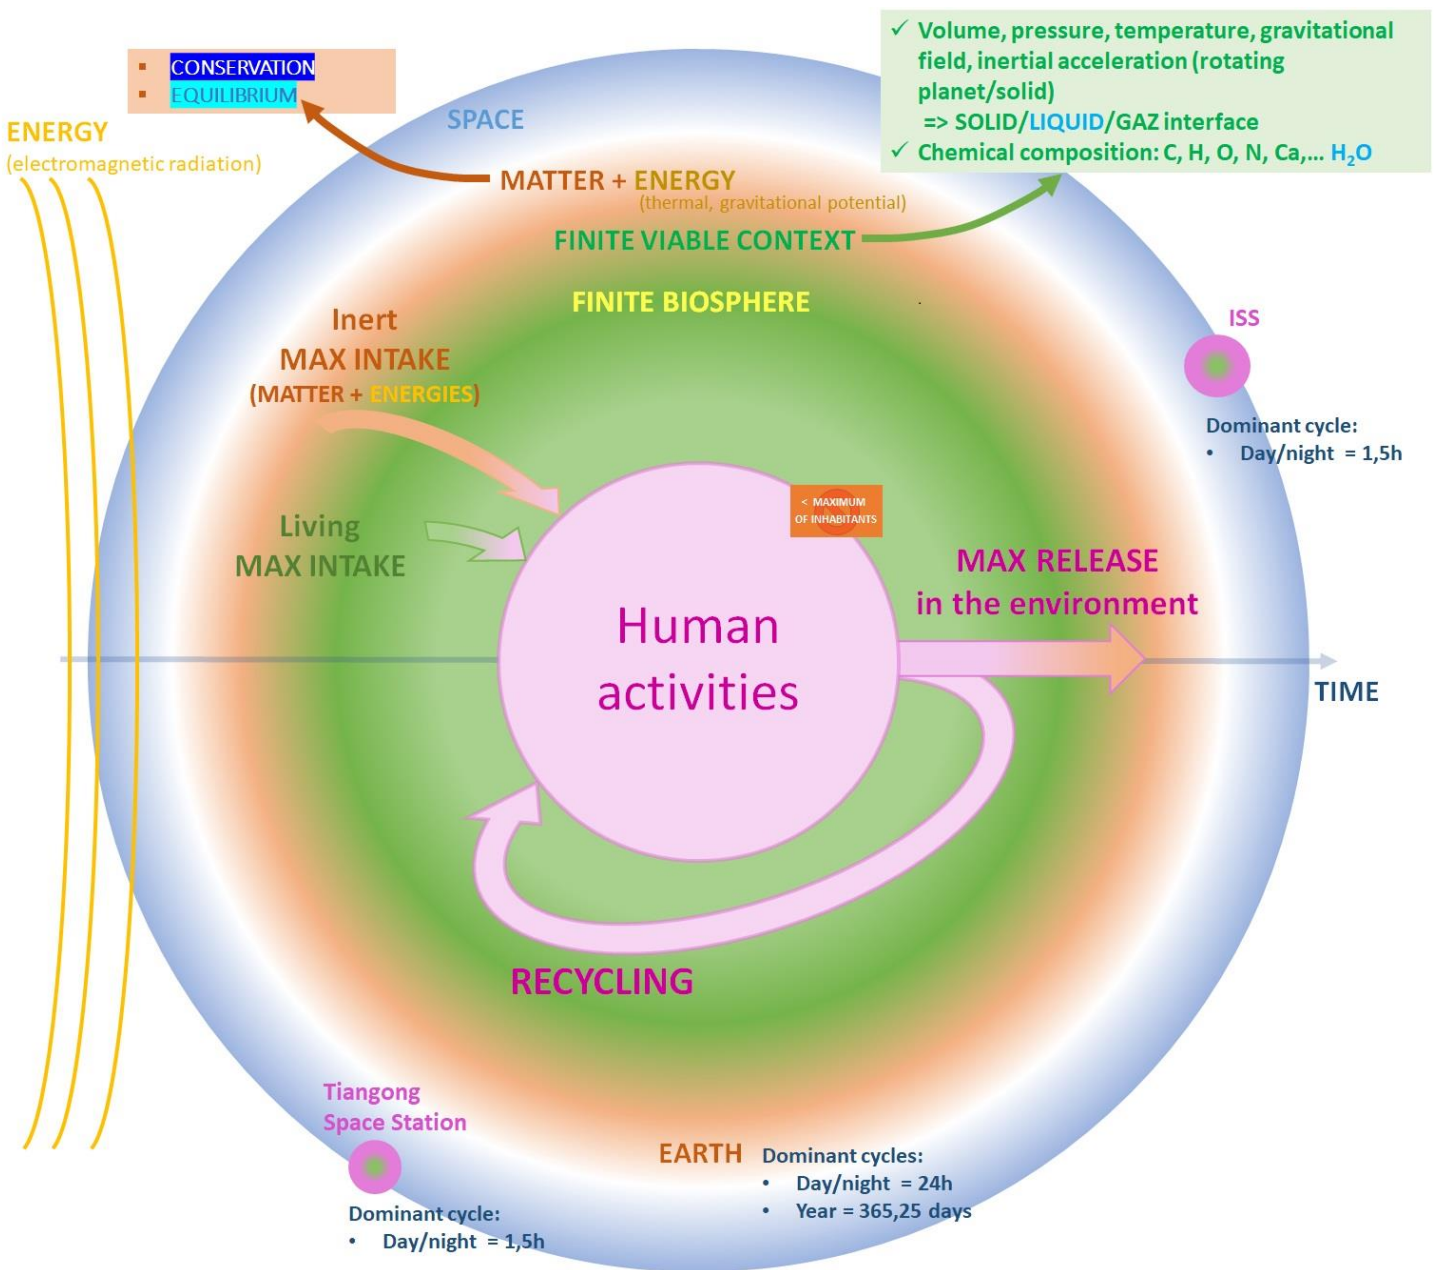 CONSERVATION
EQUILIBRIUM
ENERGY
(electromagnetic radiation)
SPACE
Volume, pressure, temperature, gravitational
field, inertial acceleration (rotating
planet/solid)
=> SOLID/LIQUID/GAZ interface
Chemical composition: C, H, O, N, Ca,... H₂O
MATTER + ENERGY
(thermal, gravitational potential)
FINITE VIABLE CONTEXT
FINITE BIOSPHERE
Inert
MAX INTAKE
(MATTER + ENERGIES)
ISS
Dominant cycle:
• Day/night = 1,5h
Living
MAX INTAKE
< MAXIMUM
OF INHABITANTS
MAX RELEASE
in the environment
Human
activities
TIME
RECYCLING
Tiangong
Space Station
Dominant cycle:
• Day/night = 1,5h
EARTH
Dominant cycles:
• Day/night = 24h
• Year = 365,25 days